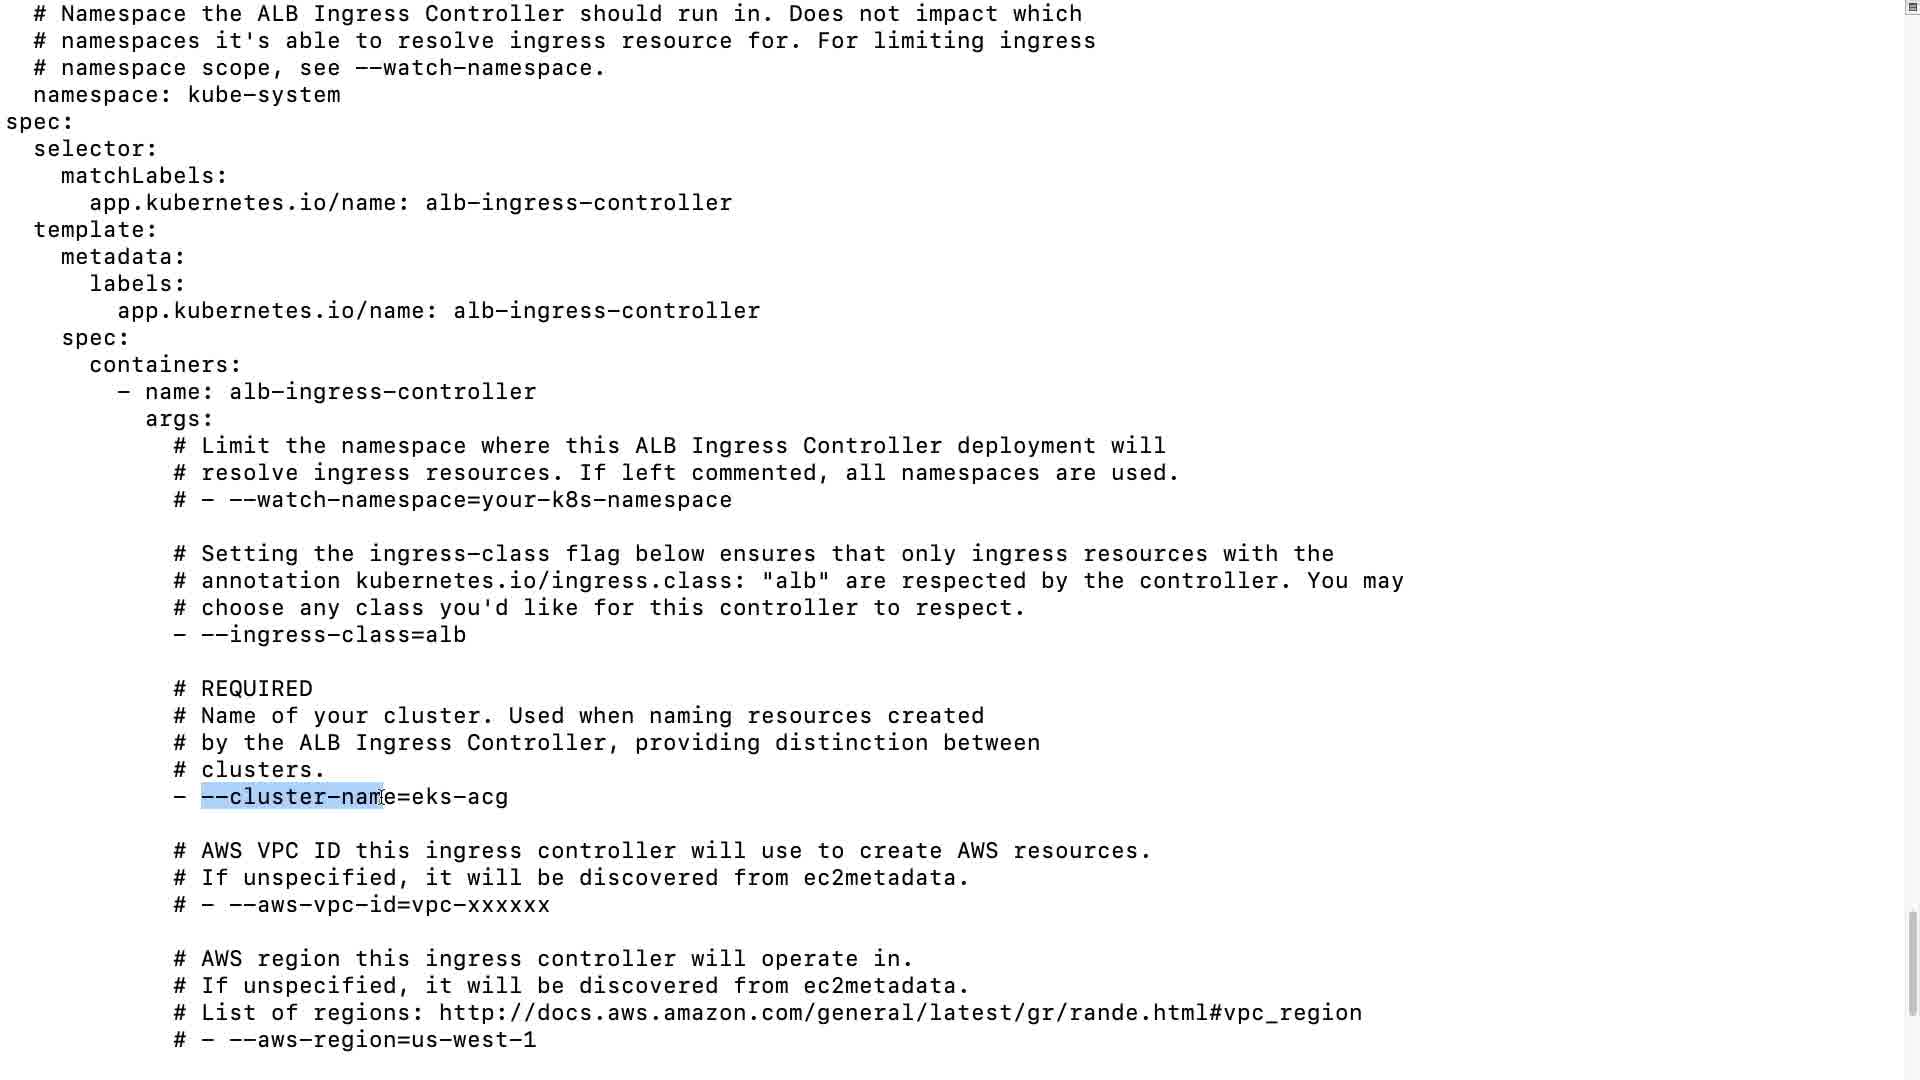 # Namespace the ALB Ingress Controller should run in. Does not impact which
# namespaces it's able to resolve ingress resource for. For limiting ingress
# namespace scope, see --watch-namespace.
namespace: kube-system
spec:
selector:
matchLabels:
app.kubernetes.io/name: alb-ingress-controller
template:
metadata:
labels:
app.kubernetes.io/name: alb-ingress-controller
spec:
containers:
- name: alb-ingress-controller
args:
# Limit the namespace where this ALB Ingress Controller deployment will
# resolve ingress resources. If left commented, all namespaces are used.
# - --watch-namespace=your-k8s-namespace
# Setting the ingress-class flag below ensures that only ingress resources with the
# annotation kubernetes.io/ingress.class: "alb" are respected by the controller. You may
# choose any class you'd like for this controller to respect.
- --ingress-class=alb
# REQUIRED
# Name of your cluster. Used when naming resources created
# by the ALB Ingress Controller, providing distinction between
# clusters.
- --cluster-name=eks-acg
# AWS VPC ID this ingress controller will use to create AWS resources.
# If unspecified, it will be discovered from ec2metadata.
# - --aws-vpc-id=vpc-xxxxxx
# AWS region this ingress controller will operate in.
# If unspecified, it will be discovered from ec2metadata.
# List of regions: http://docs.aws.amazon.com/general/latest/gr/rande.html#vpc_region
# - --aws-region=us-west-1